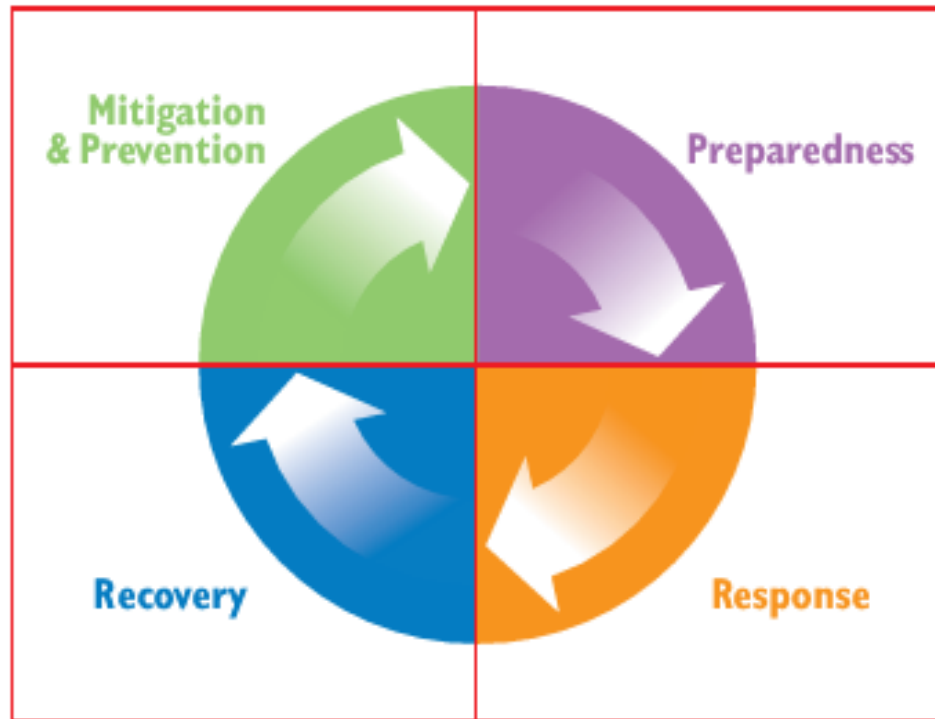 Mitigation
& Prevention
Preparedness
Recovery
Response